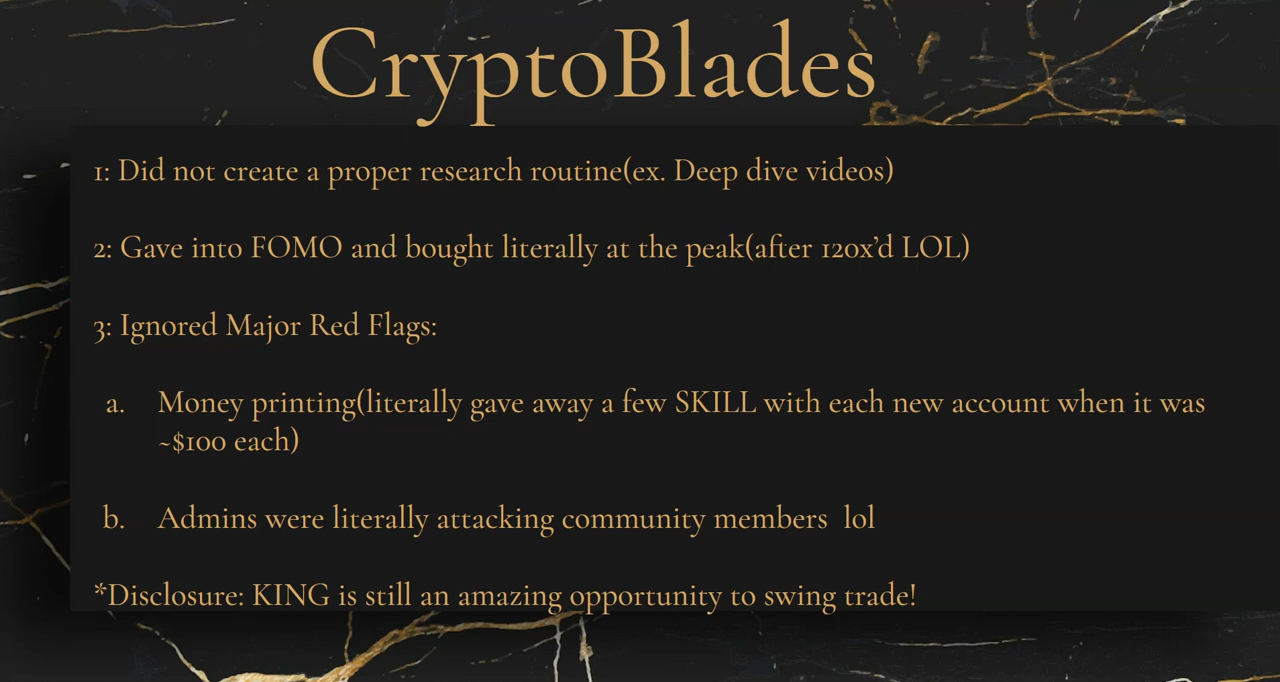 CryptoBlades
1: Did not create a proper research routine(ex. Deep dive videos)
2: Gave into FOMO and bought literally at the peak(after 120x’d LOL)
3: Ignored Major Red Flags:
a. Money printing(literally gave away a few SKILL with each new account when it was
~$100 each)
b. Admins were literally attacking community members  lol
*Disclosure: KING is still an amazing opportunity to swing trade!